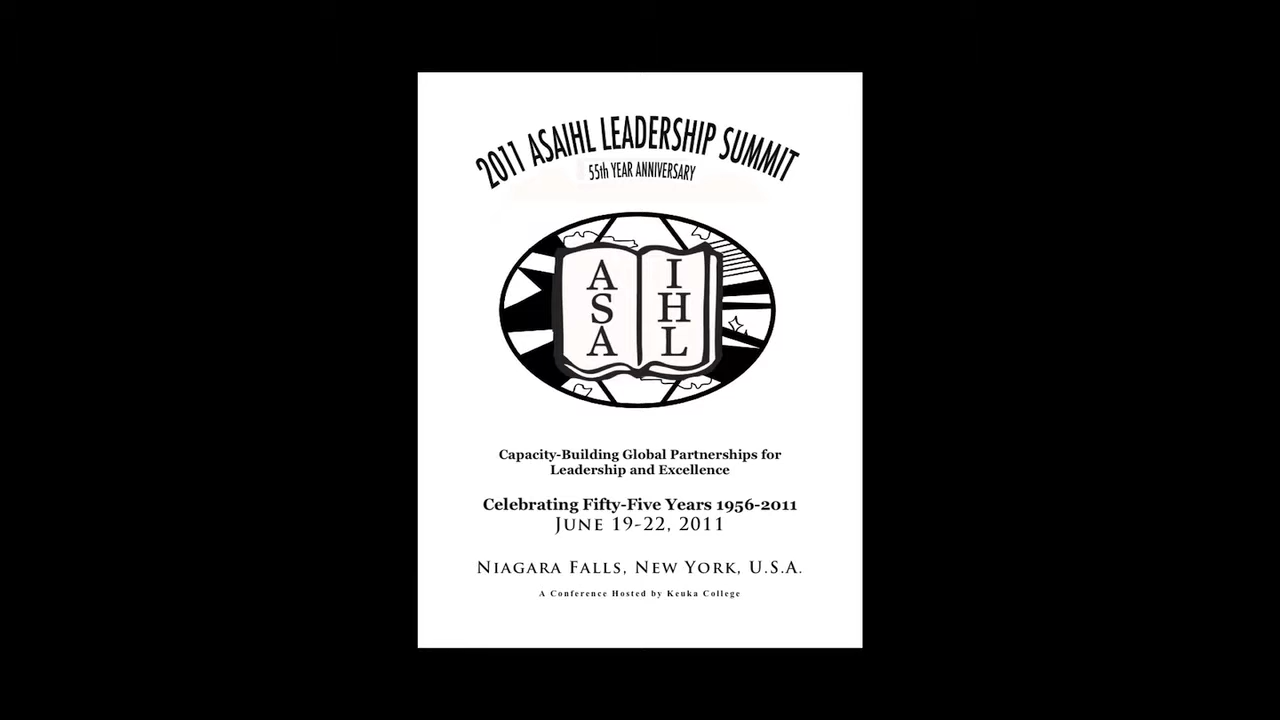 2011 ASAIHL LEADERSHIP SUMMIT
55th YEAR ANNIVERSARY
ASA
IHL
Capacity-Building Global Partnerships for
Leadership and Excellence
Celebrating Fifty-Five Years 1956-2011
JUNE 19-22, 2011
NIAGARA FALLS, NEW YORK, U.S.A.
A Conference Hosted by Keuka College